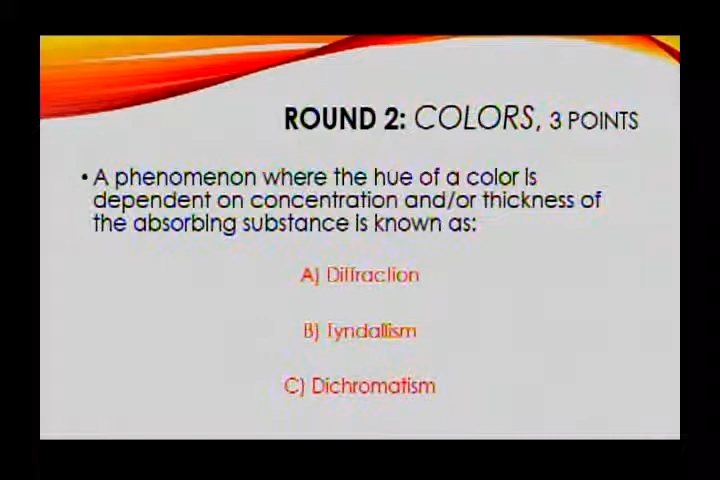 ROUND 2: COLORS, 3 POINTS
• A phenomenon where the hue of a color is
dependent on concentration and/or thickness of
the absorbing substance is known as:
A) Diffraction
B) Tyndallism
C) Dichromatism